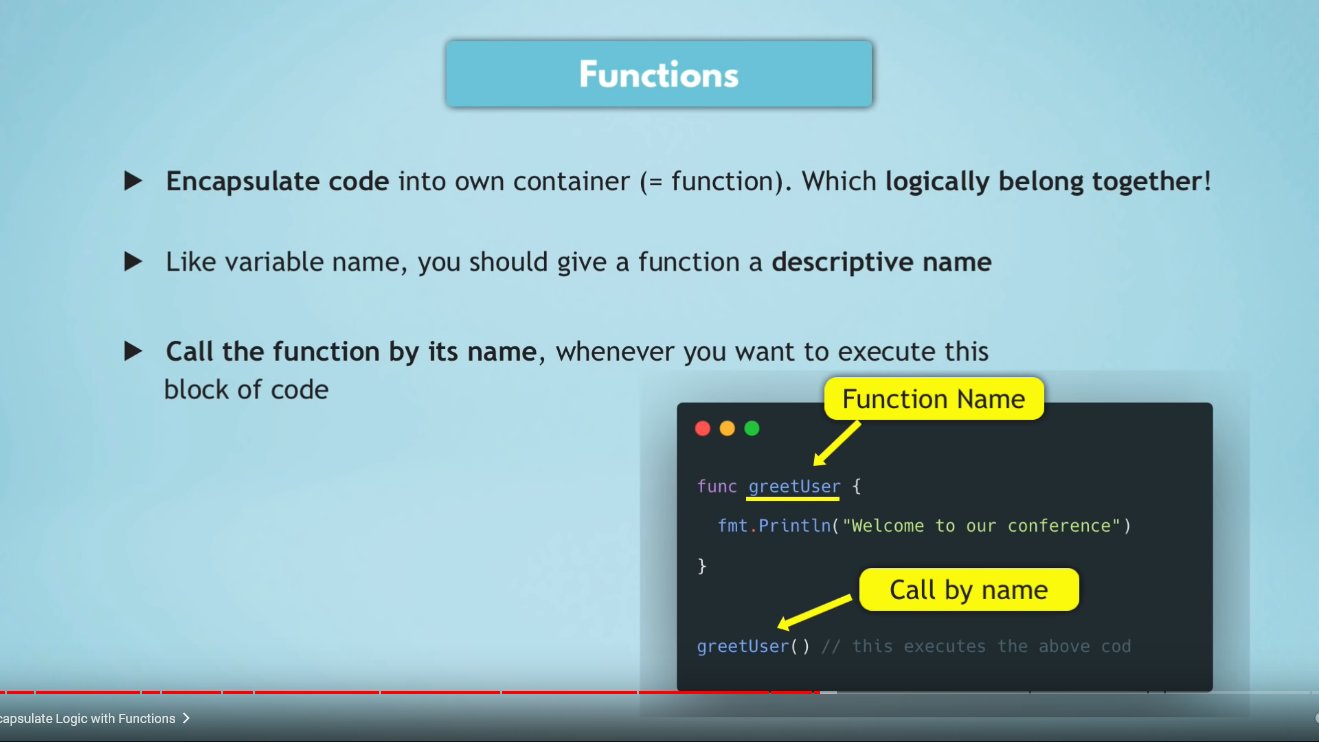 Functions
Encapsulate code into own container (= function). Which logically belong together!
Like variable name, you should give a function a descriptive name
Call the function by its name, whenever you want to execute this
block of code
Function Name
func greetUser {
fmt.Println("Welcome to our conference")
}
Call by name
greetUser() // this executes the above cod
capsulate Logic with Functions